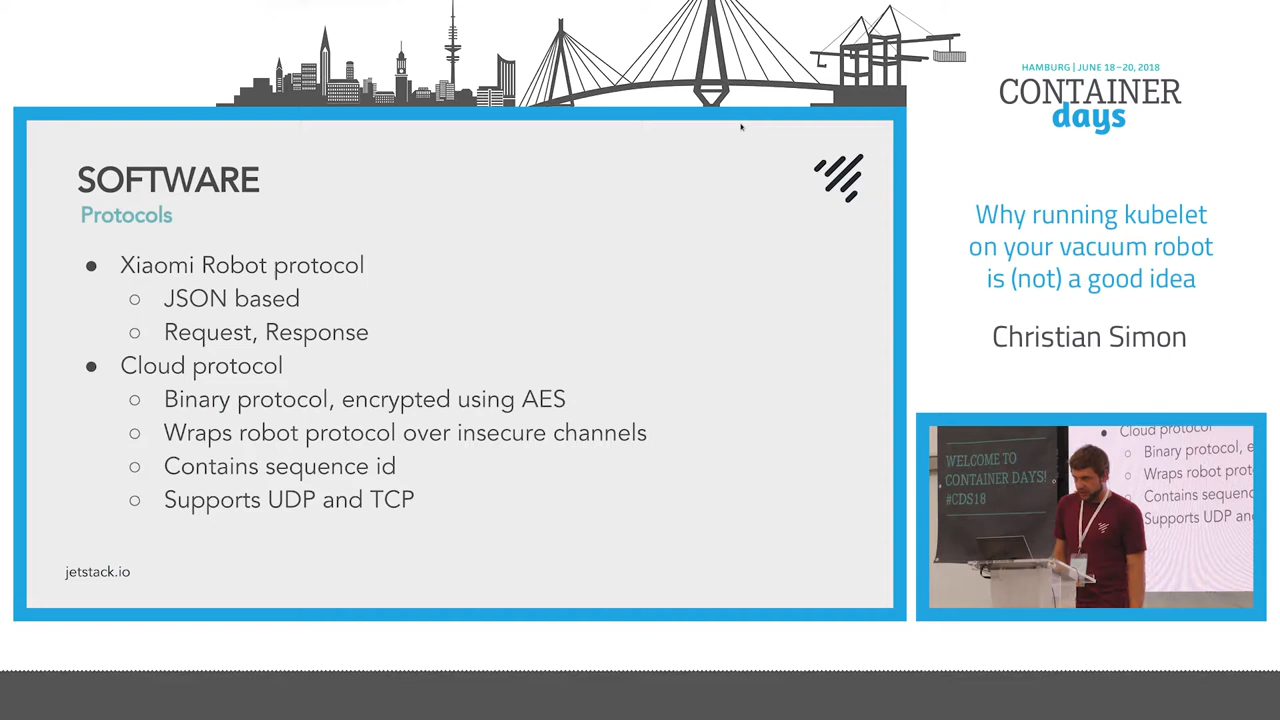 HAMBURG | JUNE 18–20, 2018
CONTAINER
days
SOFTWARE
Protocols
● Xiaomi Robot protocol
○ JSON based
○ Request, Response
● Cloud protocol
○ Binary protocol, encrypted using AES
○ Wraps robot protocol over insecure channels
○ Contains sequence id
○ Supports UDP and TCP
jetstack.io
Why running kubelet
on your vacuum robot
is (not) a good idea
Christian Simon
WELCOME TO
CONTAINER DAYS!
#CDS18
● Cloud protocol
○ Binary protocol, e
○ Wraps robot prot
○ Contains sequenc
Supports UDP an